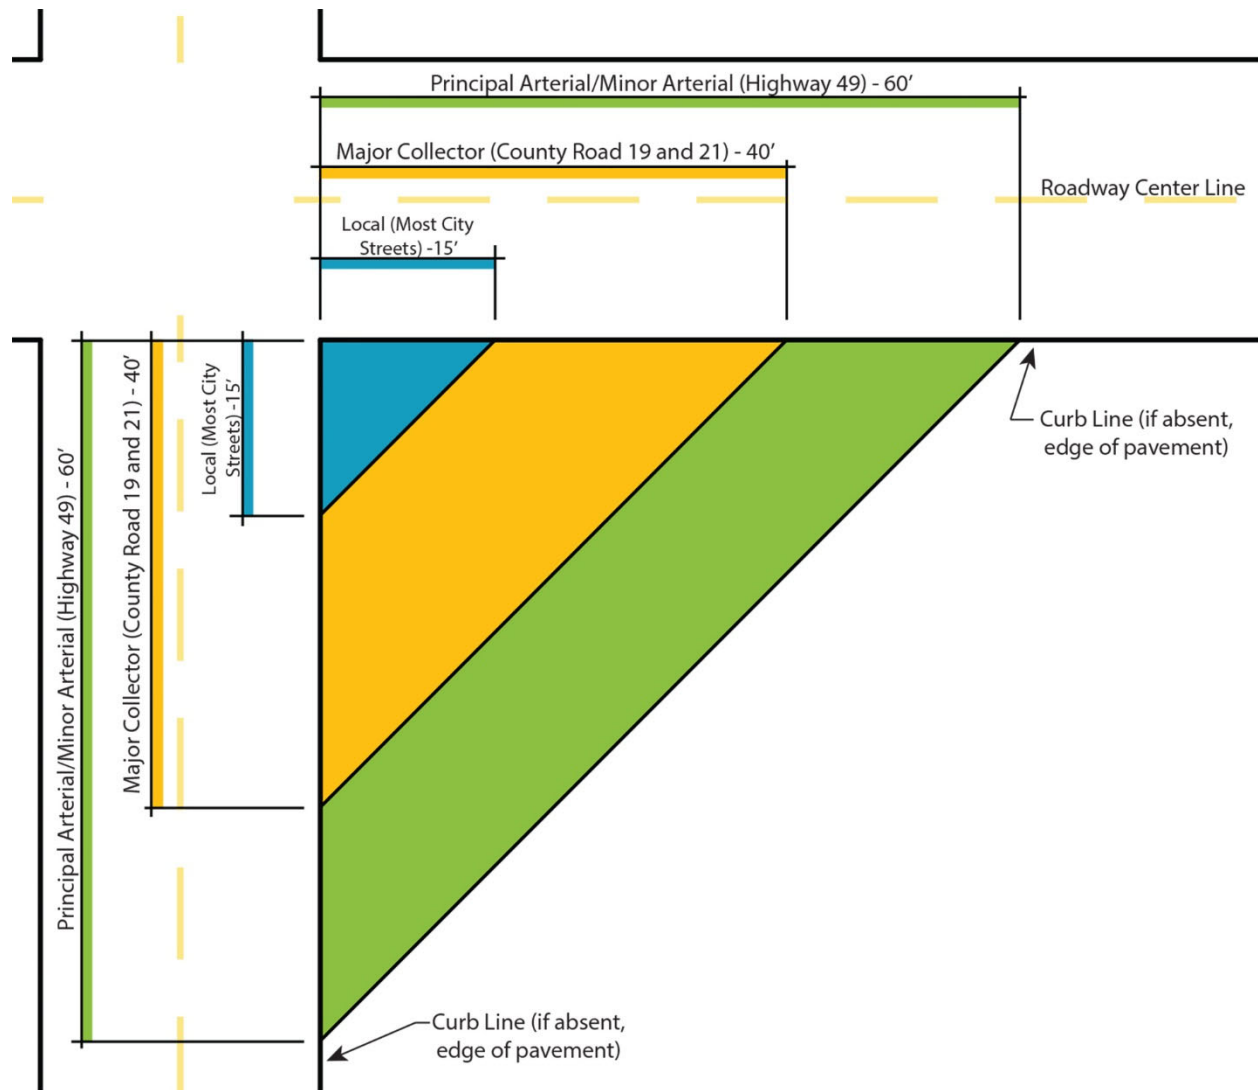 Principal Arterial/Minor Arterial (Highway 49) - 60’
Major Collector (County Road 19 and 21) - 40’
Roadway Center Line
Local (Most City
Streets) -15’
Principal Arterial/Minor Arterial (Highway 49) - 60’
Major Collector (County Road 19 and 21) - 40’
Local (Most City
Streets) -15’
Curb Line (if absent,
edge of pavement)
Curb Line (if absent,
edge of pavement)